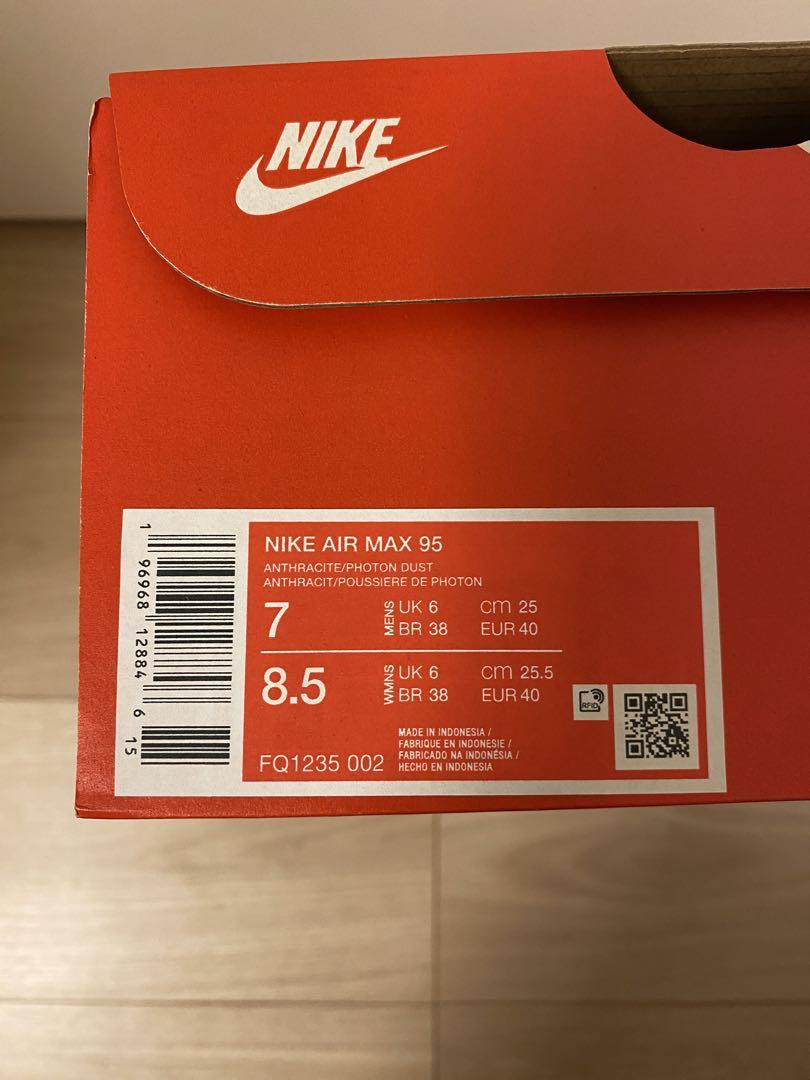 NIKE
NIKE AIR MAX 95
ANTHRACITE/PHOTON DUST
ANTHRACIT/POUSSIERE DE PHOTON
7
MENS
UK 6 cm 25
BR 38 EUR 40
8.5
WMNS
UK 6 cm 25.5
BR 38 EUR 40
RFID
FQ1235 002
MADE IN INDONESIA /
FABRIQUE EN INDONESIE /
FABRICADO NA INDONÉSIA /
HECHO EN INDONESIA
1 96968 12884 6 15